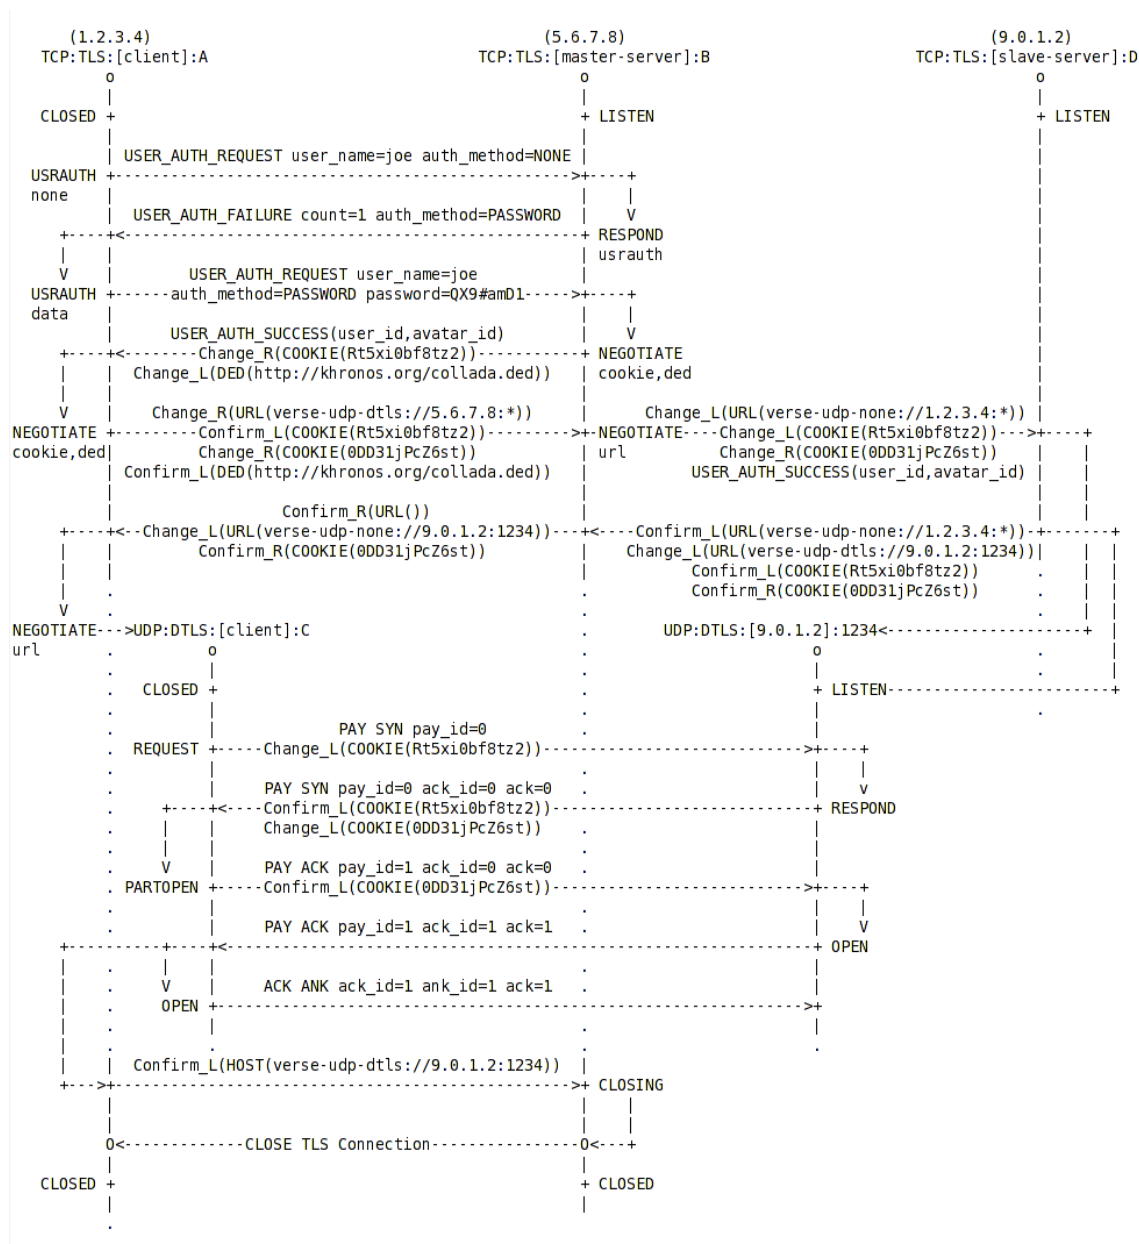 (1.2.3.4) (5.6.7.8) (9.0.1.2)
TCP:TLS:[client]:A TCP:TLS:[master-server]:B TCP:TLS:[slave-server]:D
CLOSED LISTEN LISTEN
USER_AUTH_REQUEST user_name=joe auth_method=NONE
USRAUTH
none
USER_AUTH_FAILURE count=1 auth_method=PASSWORD
RESPOND
usrauth
USER_AUTH_REQUEST user_name=joe
USRAUTH auth_method=PASSWORD password=QX9#amD1
data
USER_AUTH_SUCCESS(user_id,avatar_id)
Change_R(COOKIE(Rt5xi0bf8tz2)) NEGOTIATE
Change_L(DED(http://khronos.org/collada.ded)) cookie,ded
Change_R(URL(verse-udp-dtls://5.6.7.8:*)) Change_L(URL(verse-udp-none://1.2.3.4:*))
NEGOTIATE Confirm_L(COOKIE(Rt5xi0bf8tz2)) NEGOTIATE Change_L(COOKIE(Rt5xi0bf8tz2))
cookie,ded Change_R(COOKIE(0DD31jPcZ6st)) url Change_R(COOKIE(0DD31jPcZ6st))
Confirm_L(DED(http://khronos.org/collada.ded)) USER_AUTH_SUCCESS(user_id,avatar_id)
Confirm_R(URL())
Change_L(URL(verse-udp-none://9.0.1.2:1234)) Confirm_L(URL(verse-udp-none://1.2.3.4:*))
Confirm_R(COOKIE(0DD31jPcZ6st)) Change_L(URL(verse-udp-dtls://9.0.1.2:1234))
Confirm_L(COOKIE(Rt5xi0bf8tz2))
Confirm_R(COOKIE(0DD31jPcZ6st))
NEGOTIATE UDP:DTLS:[client]:C UDP:DTLS:[9.0.1.2]:1234
url
CLOSED LISTEN
PAY SYN pay_id=0
REQUEST Change_L(COOKIE(Rt5xi0bf8tz2))
PAY SYN pay_id=0 ack_id=0 ack=0
Confirm_L(COOKIE(Rt5xi0bf8tz2)) RESPOND
Change_L(COOKIE(0DD31jPcZ6st))
PAY ACK pay_id=1 ack_id=0 ack=0
PARTOPEN Confirm_L(COOKIE(0DD31jPcZ6st))
PAY ACK pay_id=1 ack_id=1 ack=1
OPEN
ACK ANK ack_id=1 ank_id=1 ack=1
OPEN
Confirm_L(HOST(verse-udp-dtls://9.0.1.2:1234))
CLOSING
CLOSE TLS Connection
CLOSED CLOSED